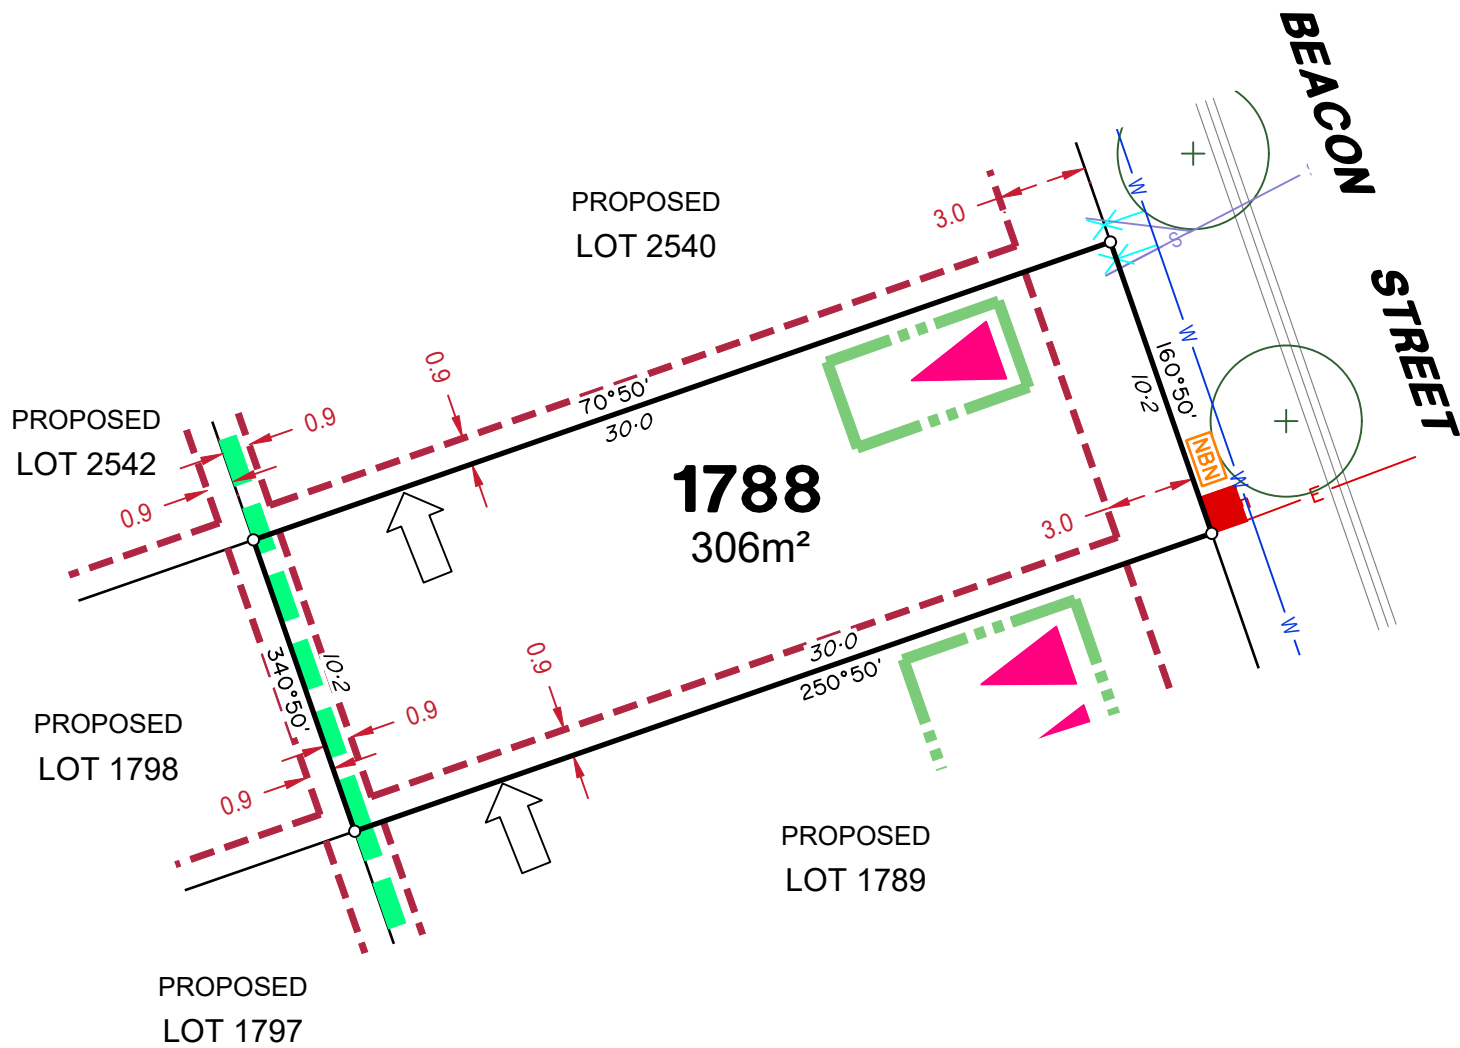 BEACON
STREET
PROPOSED
LOT 2540
3.0
W
S
W
160°50'
10·2
0.9
70°50'
30·0
PROPOSED
LOT 2542
0.9
0.9
1788
306m²
NBN
W
E
3.0
30·0
250°50'
0.9
340°50'
10·2
0.9
0.9
PROPOSED
LOT 1798
W
PROPOSED
LOT 1789
PROPOSED
LOT 1797